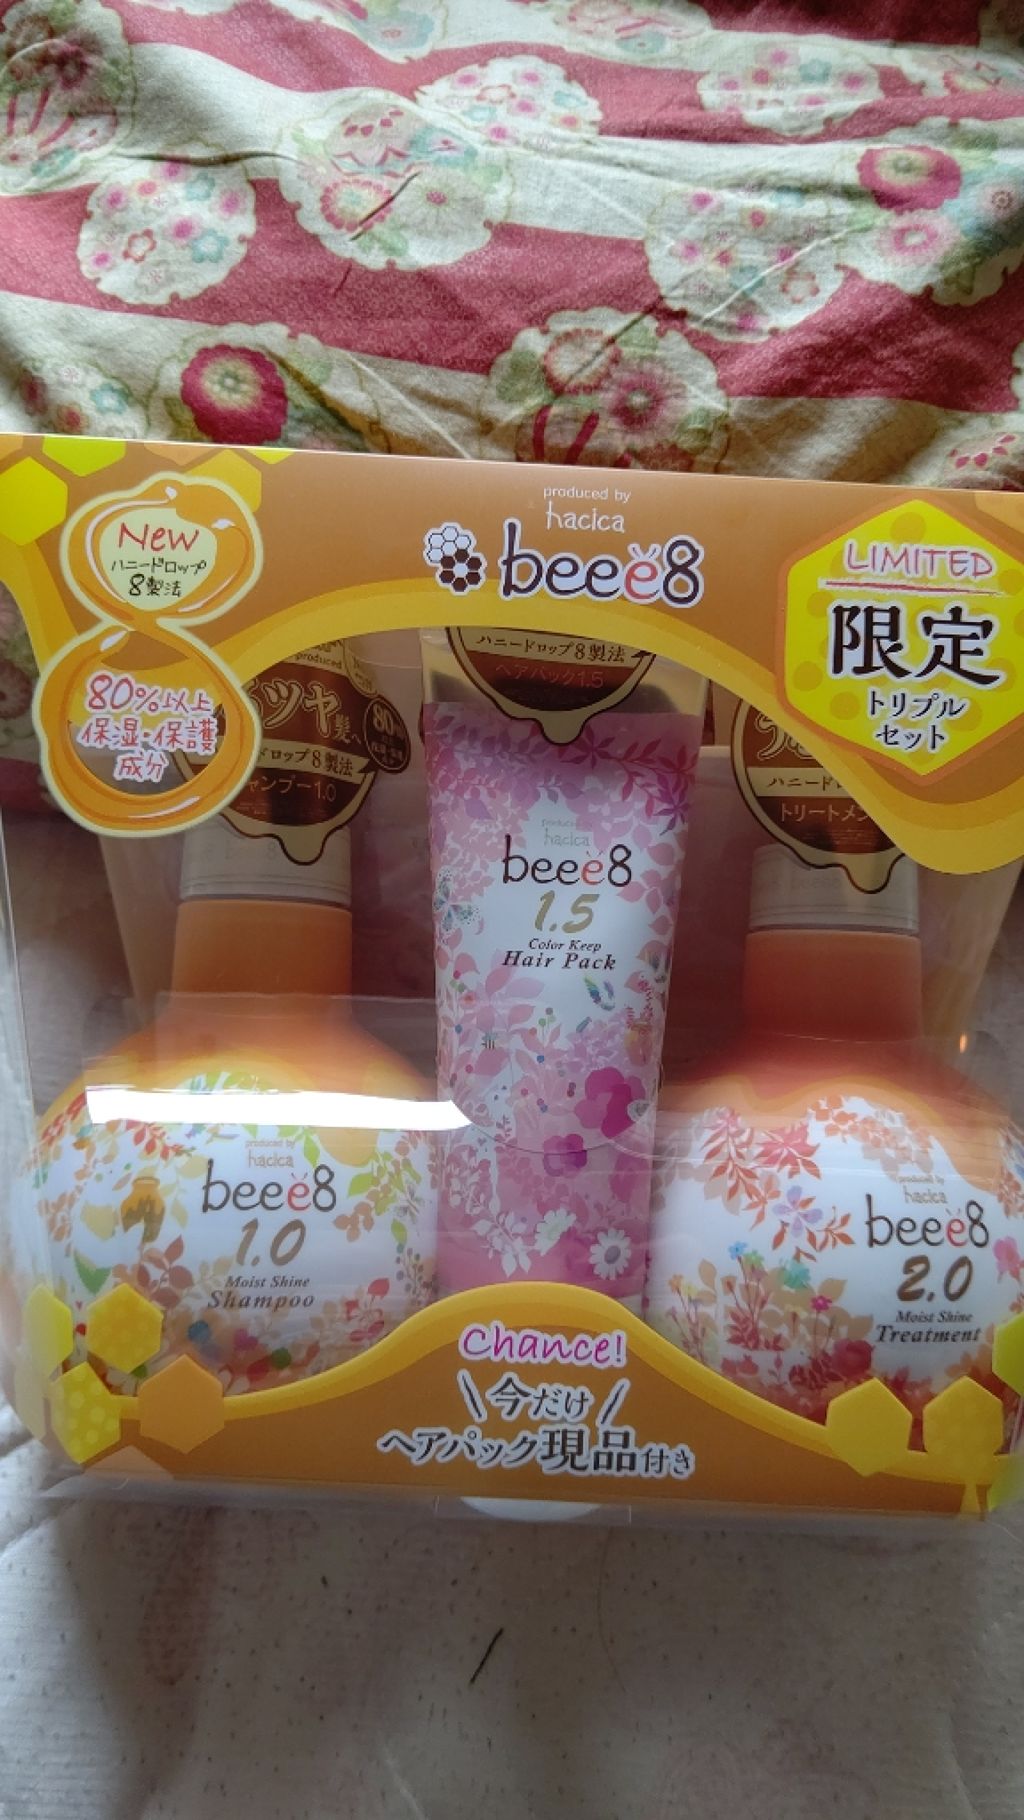 produced by
hacica
beee8
New
ハニードロップ
8製法
80%以上
保湿・保護
成分
LIMITED
限定
トリプル
セット
produced
ツヤ髪へ
80%
ードロップ8製法
ャンプー1.0
ハニードロップ8製法
ヘアパック1.5
ハニード
トリートメン
produced by
hacica
beee8
1.5
Color Keep
Hair Pack
produced by
hacica
beee8
1.0
Moist Shine
Shampoo
produced by
hacica
beee8
2.0
Moist Shine
Treatment
Chance!
\ 今だけ /
ヘアパック現品付き